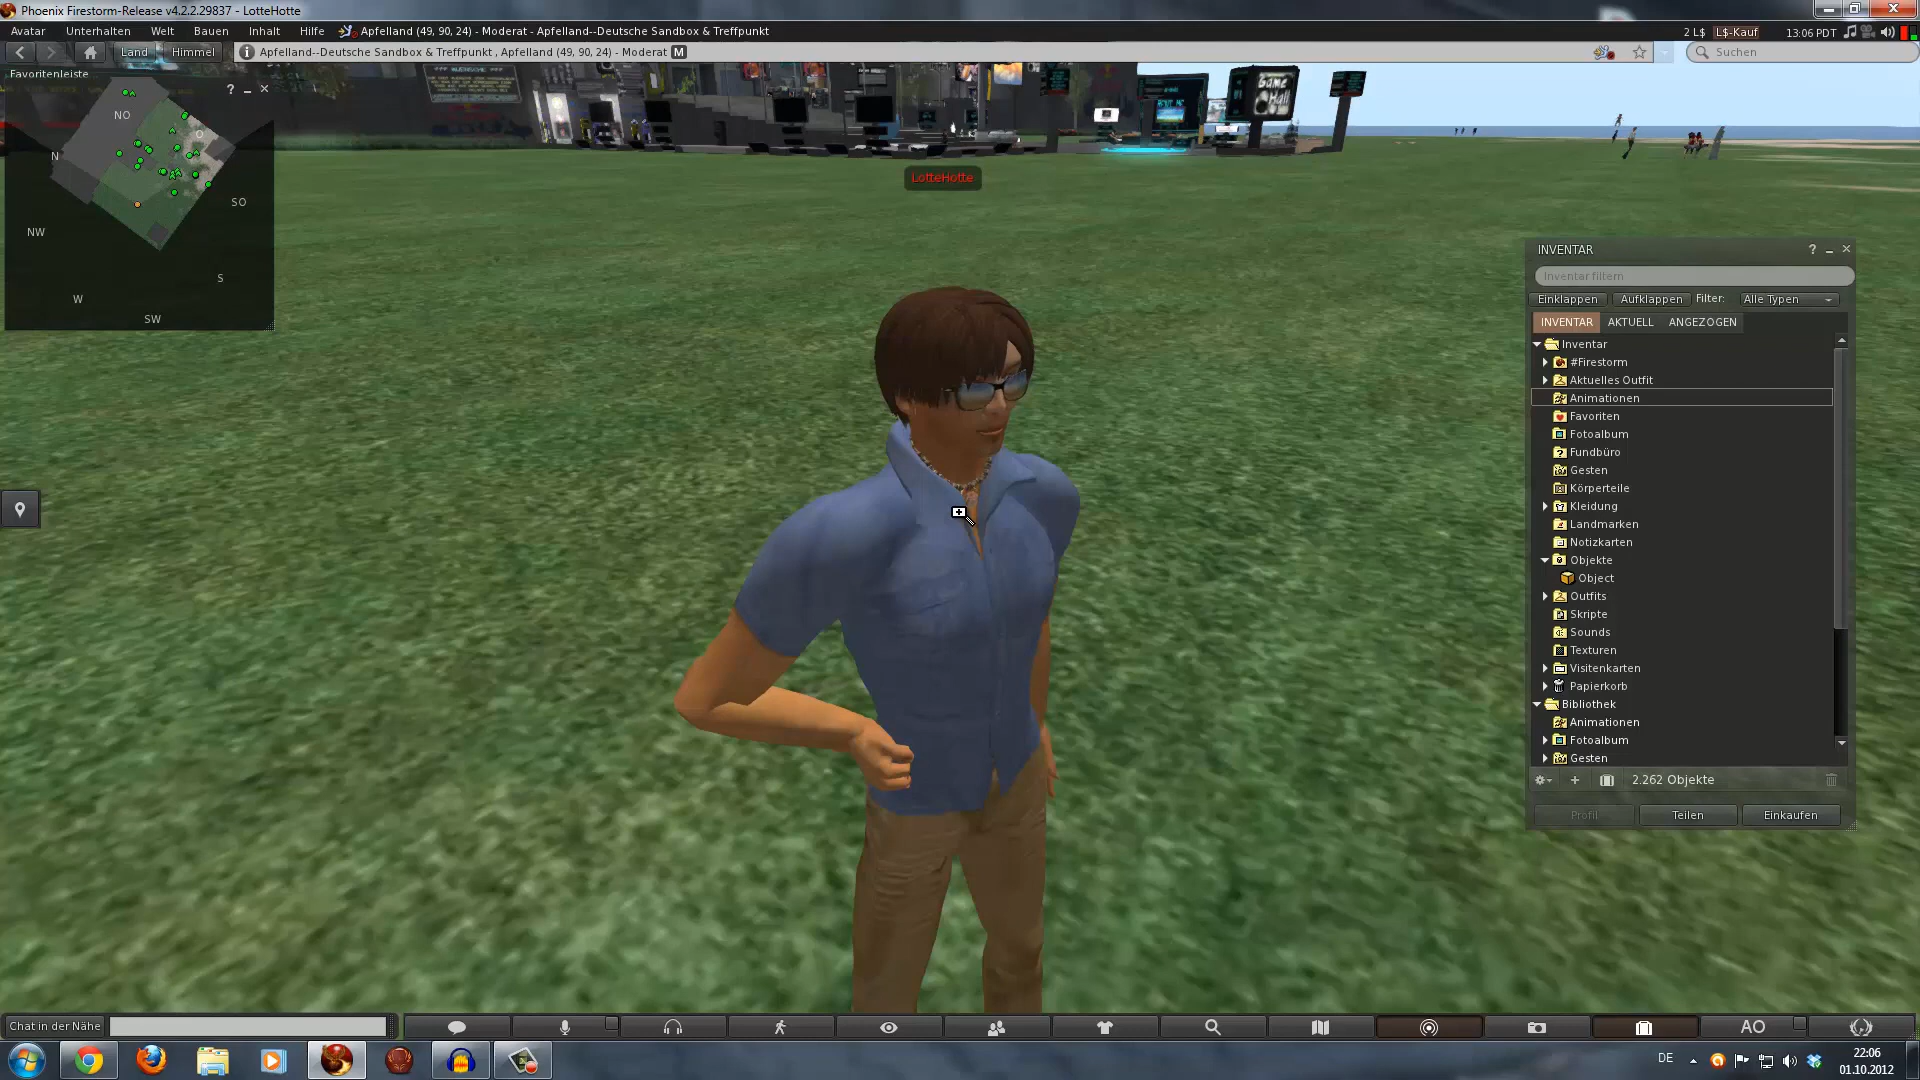 Phoenix Firestorm-Release v4.2.2.29837 - LotteHotte
Avatar Unterhalten Welt Bauen Inhalt Hilfe Apfelland (49, 90, 24) - Moderat - Apfelland--Deutsche Sandbox & Treffpunkt 2 L$ L$-Kauf 13:06 PDT
Land Himmel Apfelland--Deutsche Sandbox & Treffpunkt , Apfelland (49, 90, 24) - Moderat M Suchen
Favoritenleiste
? _ ×
NO
O
N
SO
NW
S
W
SW
Game
Hall
LotteHotte
INVENTAR ? _ ×
Inventar filtern
Einklappen Aufklappen Filter: Alle Typen
INVENTAR AKTUELL ANGEZOGEN
Inventar
#Firestorm
Aktuelles Outfit
Animationen
Favoriten
Fotoalbum
Fundbüro
Gesten
Körperteile
Kleidung
Landmarken
Notizkarten
Objekte
Object
Outfits
Skripte
Sounds
Texturen
Visitenkarten
Papierkorb
Bibliothek
Animationen
Fotoalbum
Gesten
+ 2.262 Objekte
Profil Teilen Einkaufen
Chat in der Nähe AO
DE 22:06
01.10.2012